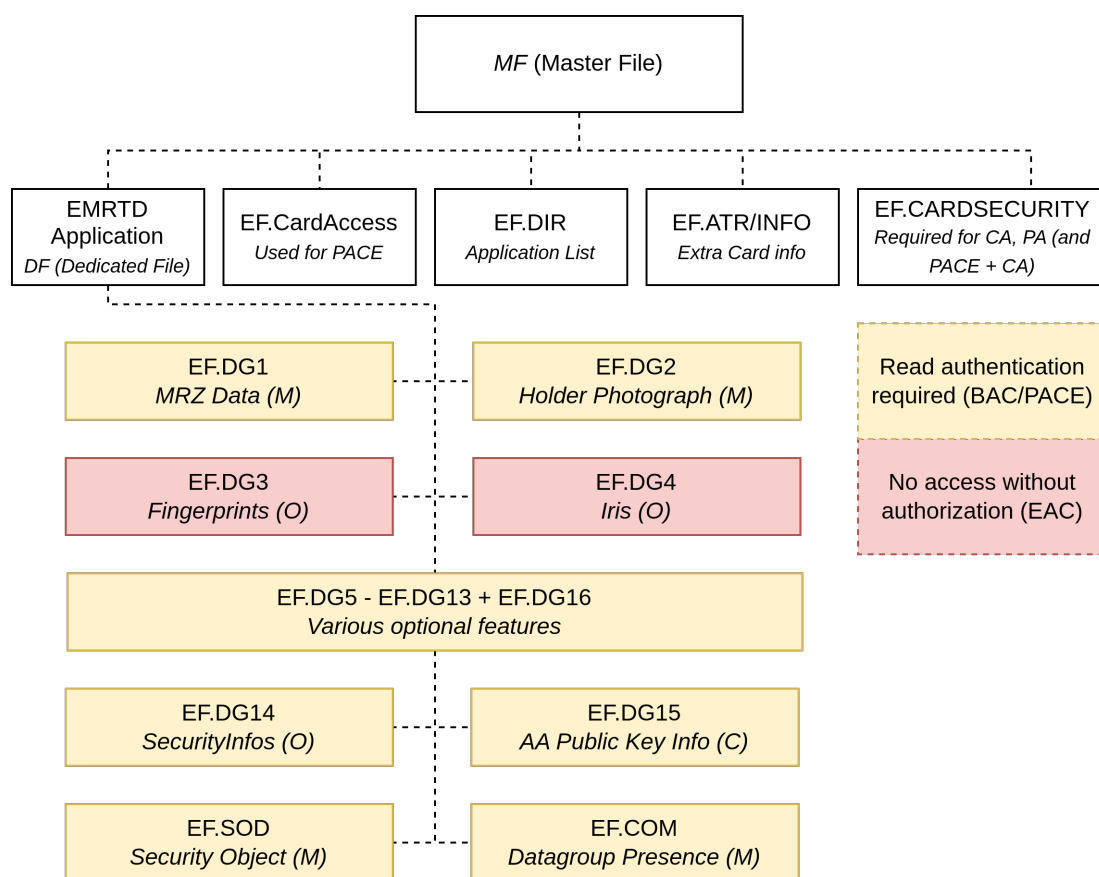 MF (Master File)
EMRTD
Application
DF (Dedicated File)
EF.CardAccess
Used for PACE
EF.DIR
Application List
EF.ATR/INFO
Extra Card info
EF.CARDSECURITY
Required for CA, PA (and
PACE + CA)
EF.DG1
MRZ Data (M)
EF.DG2
Holder Photograph (M)
Read authentication
required (BAC/PACE)
EF.DG3
Fingerprints (O)
EF.DG4
Iris (O)
No access without
authorization (EAC)
EF.DG5 - EF.DG13 + EF.DG16
Various optional features
EF.DG14
SecurityInfos (O)
EF.DG15
AA Public Key Info (C)
EF.SOD
Security Object (M)
EF.COM
Datagroup Presence (M)